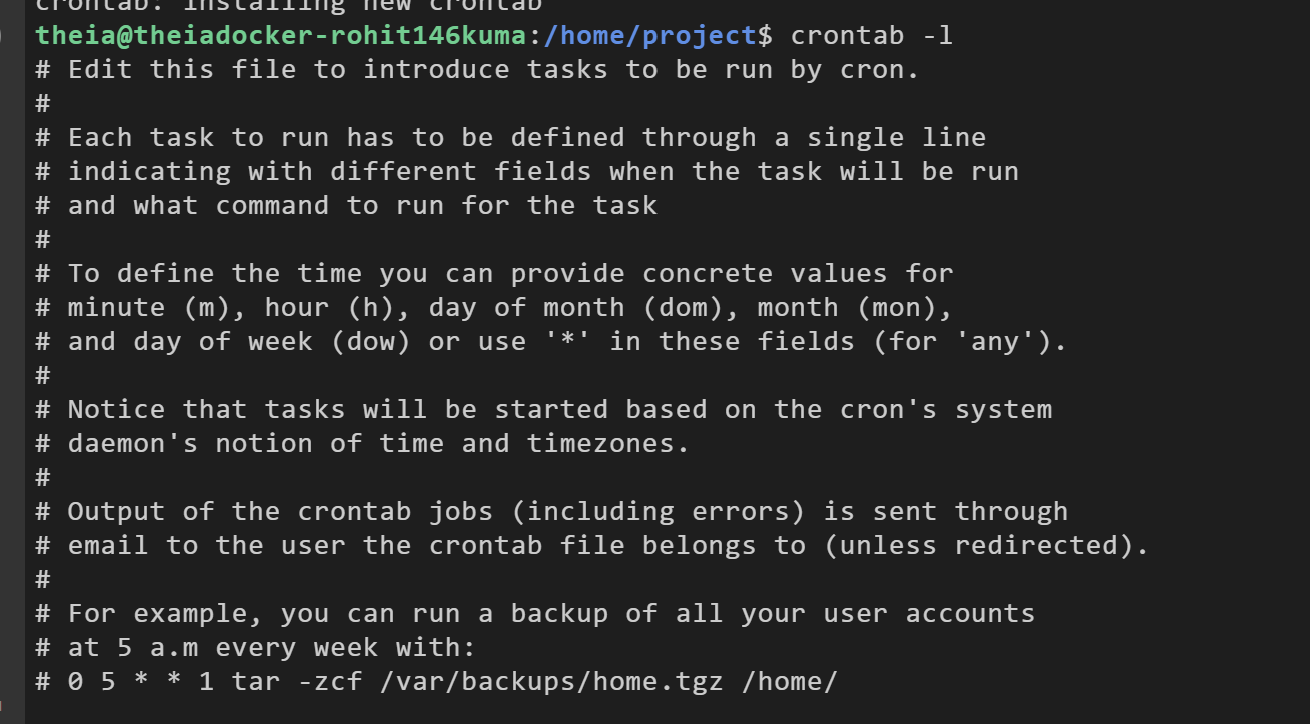 crontab: installing new crontab
theia@theiadocker-rohit146kuma:/home/project$ crontab -l
# Edit this file to introduce tasks to be run by cron.
#
# Each task to run has to be defined through a single line
# indicating with different fields when the task will be run
# and what command to run for the task
#
# To define the time you can provide concrete values for
# minute (m), hour (h), day of month (dom), month (mon),
# and day of week (dow) or use '*' in these fields (for 'any').
#
# Notice that tasks will be started based on the cron's system
# daemon's notion of time and timezones.
#
# Output of the crontab jobs (including errors) is sent through
# email to the user the crontab file belongs to (unless redirected).
#
# For example, you can run a backup of all your user accounts
# at 5 a.m every week with:
# 0 5 * * 1 tar -zcf /var/backups/home.tgz /home/